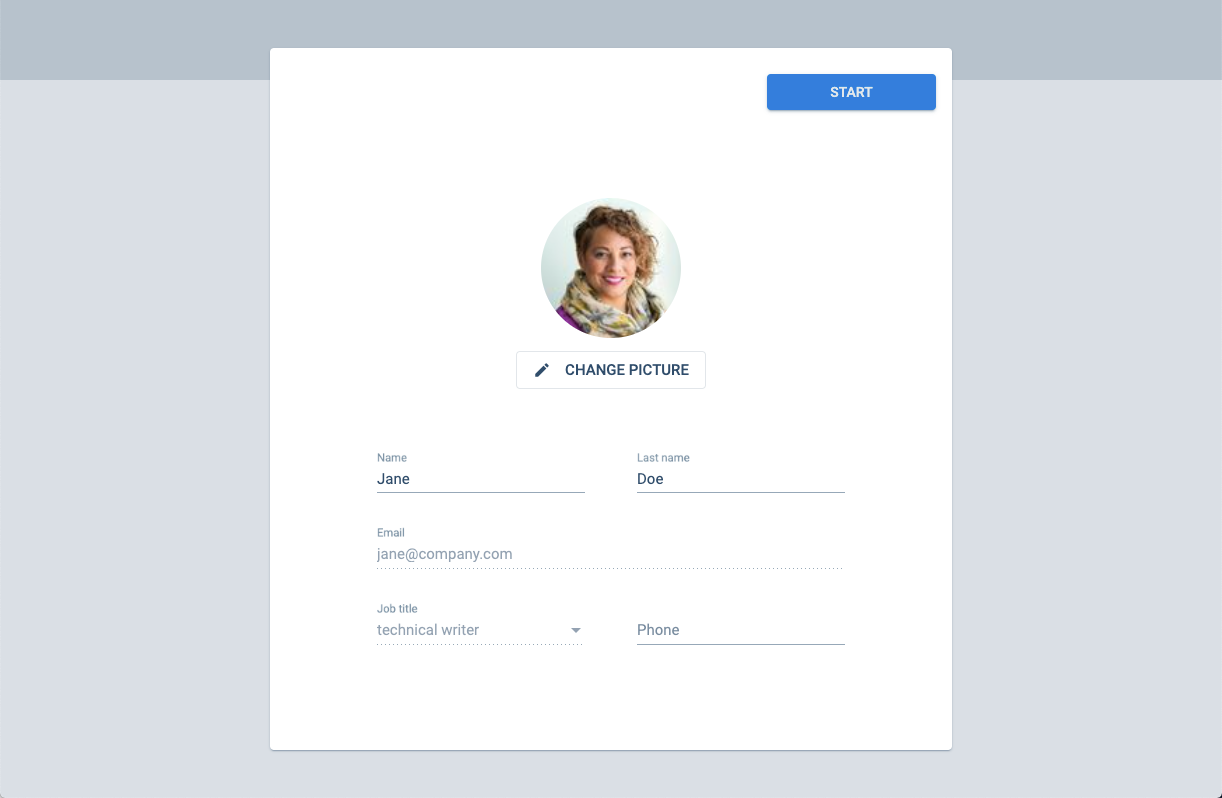 START
CHANGE PICTURE
Name
Last name
Jane
Doe
Email
jane@company.com
Job title
technical writer
Phone